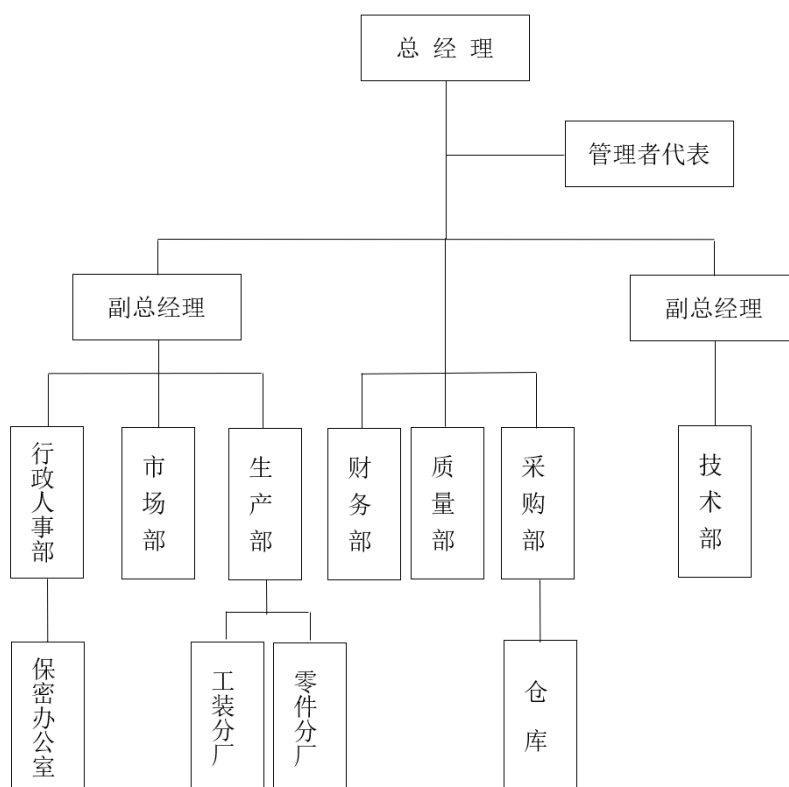 总 经 理
管理者代表
副总经理
副总经理
行政人事部
市场部
生产部
财务部
质量部
采购部
技术部
保密办公室
工装分厂
零件分厂
仓库